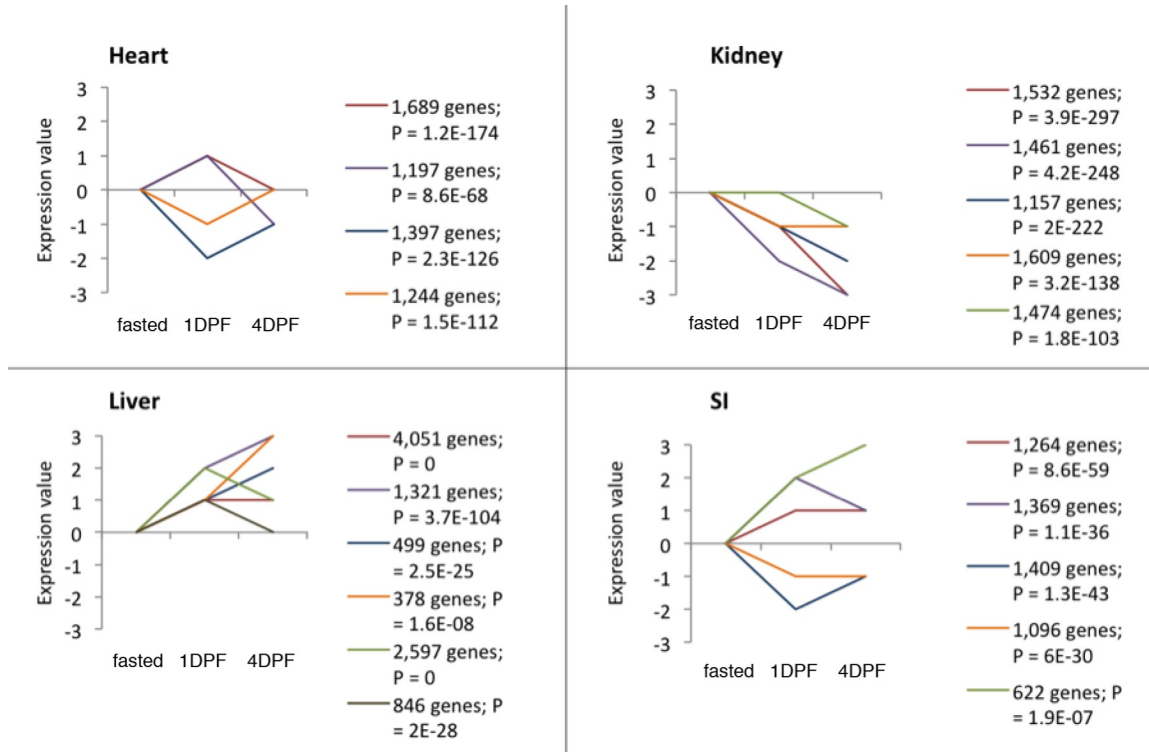 Heart
Expression value
3
2
1
0
-1
-2
-3
fasted 1DPF 4DPF
1,689 genes;
P = 1.2E-174
1,197 genes;
P = 8.6E-68
1,397 genes;
P = 2.3E-126
1,244 genes;
P = 1.5E-112
Kidney
Expression value
3
2
1
0
-1
-2
-3
fasted 1DPF 4DPF
1,532 genes;
P = 3.9E-297
1,461 genes;
P = 4.2E-248
1,157 genes;
P = 2E-222
1,609 genes;
P = 3.2E-138
1,474 genes;
P = 1.8E-103
Liver
Expression value
3
2
1
0
-1
-2
-3
fasted 1DPF 4DPF
4,051 genes;
P = 0
1,321 genes;
P = 3.7E-104
499 genes; P
= 2.5E-25
378 genes; P
= 1.6E-08
2,597 genes;
P = 0
846 genes; P
= 2E-28
SI
Expression value
3
2
1
0
-1
-2
-3
fasted 1DPF 4DPF
1,264 genes;
P = 8.6E-59
1,369 genes;
P = 1.1E-36
1,409 genes;
P = 1.3E-43
1,096 genes;
P = 6E-30
622 genes; P
= 1.9E-07